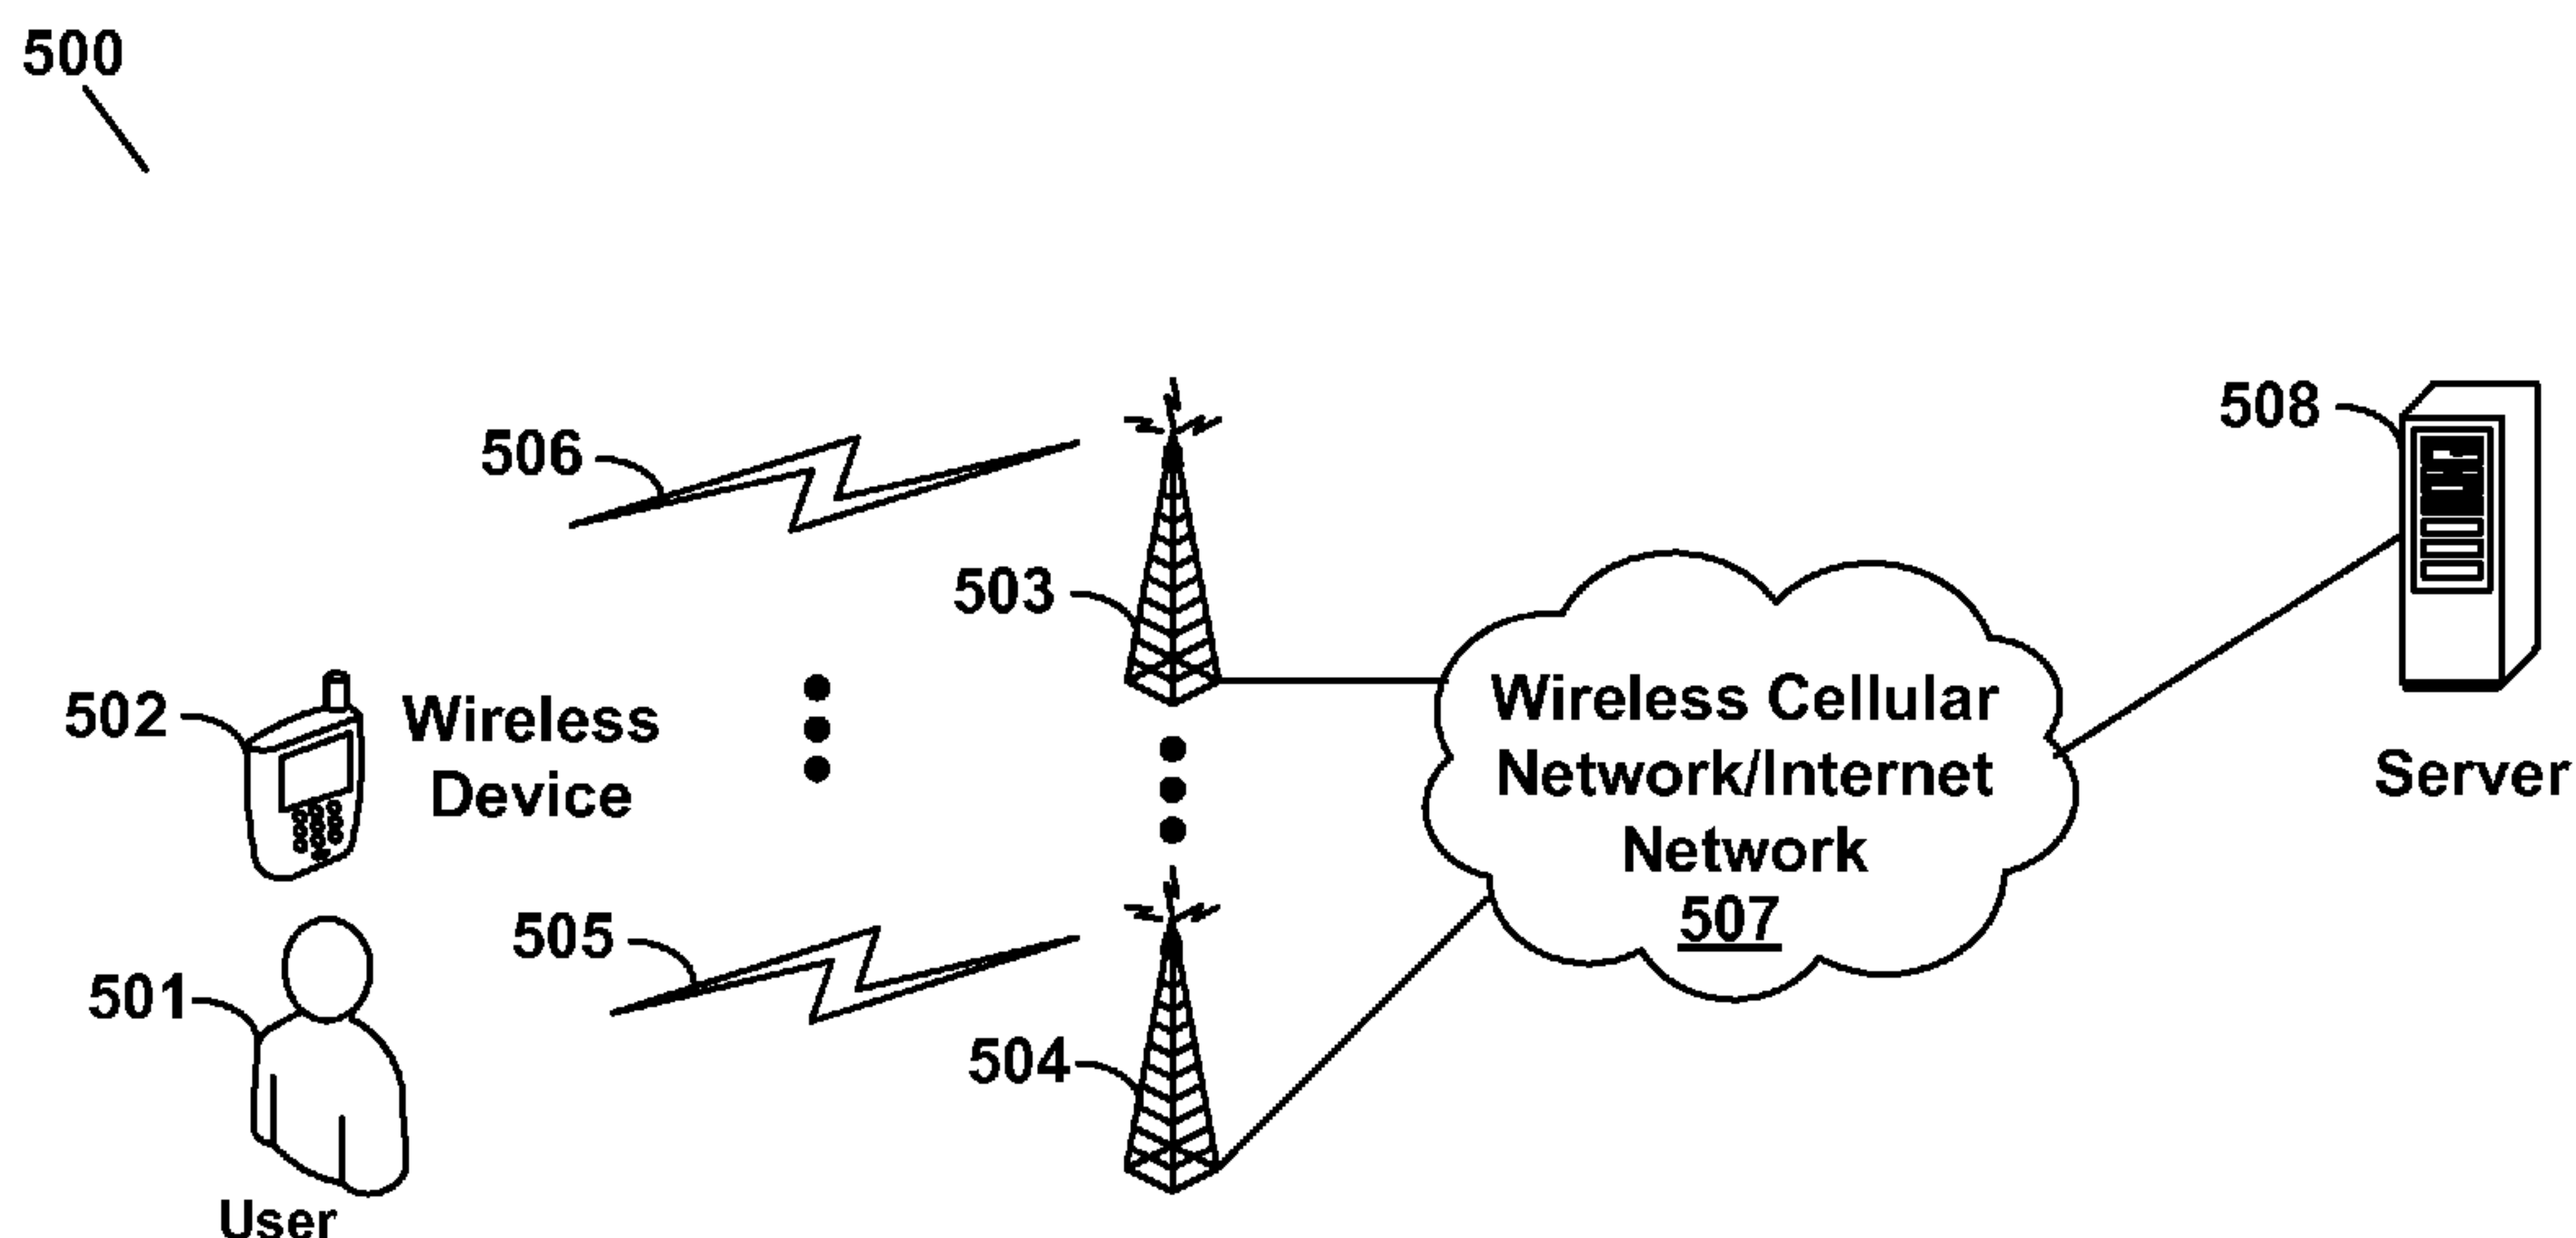 500
506
508
503
502
Wireless
Device
Wireless Cellular
Network/Internet
Network
507
Server
505
501
504
User